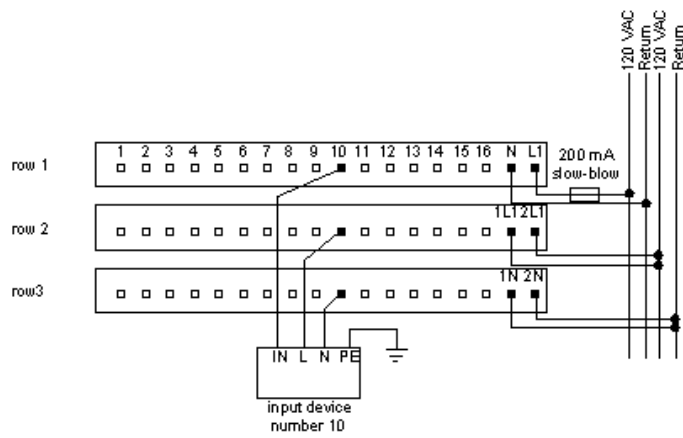 120 VAC
Return
120 VAC
Return
1 2 3 4 5 6 7 8 9 10 11 12 13 14 15 16 N L1
row 1
200 mA
slow-blow
1L1 2L1
row 2
1N 2N
row3
IN L N PE
input device
number 10